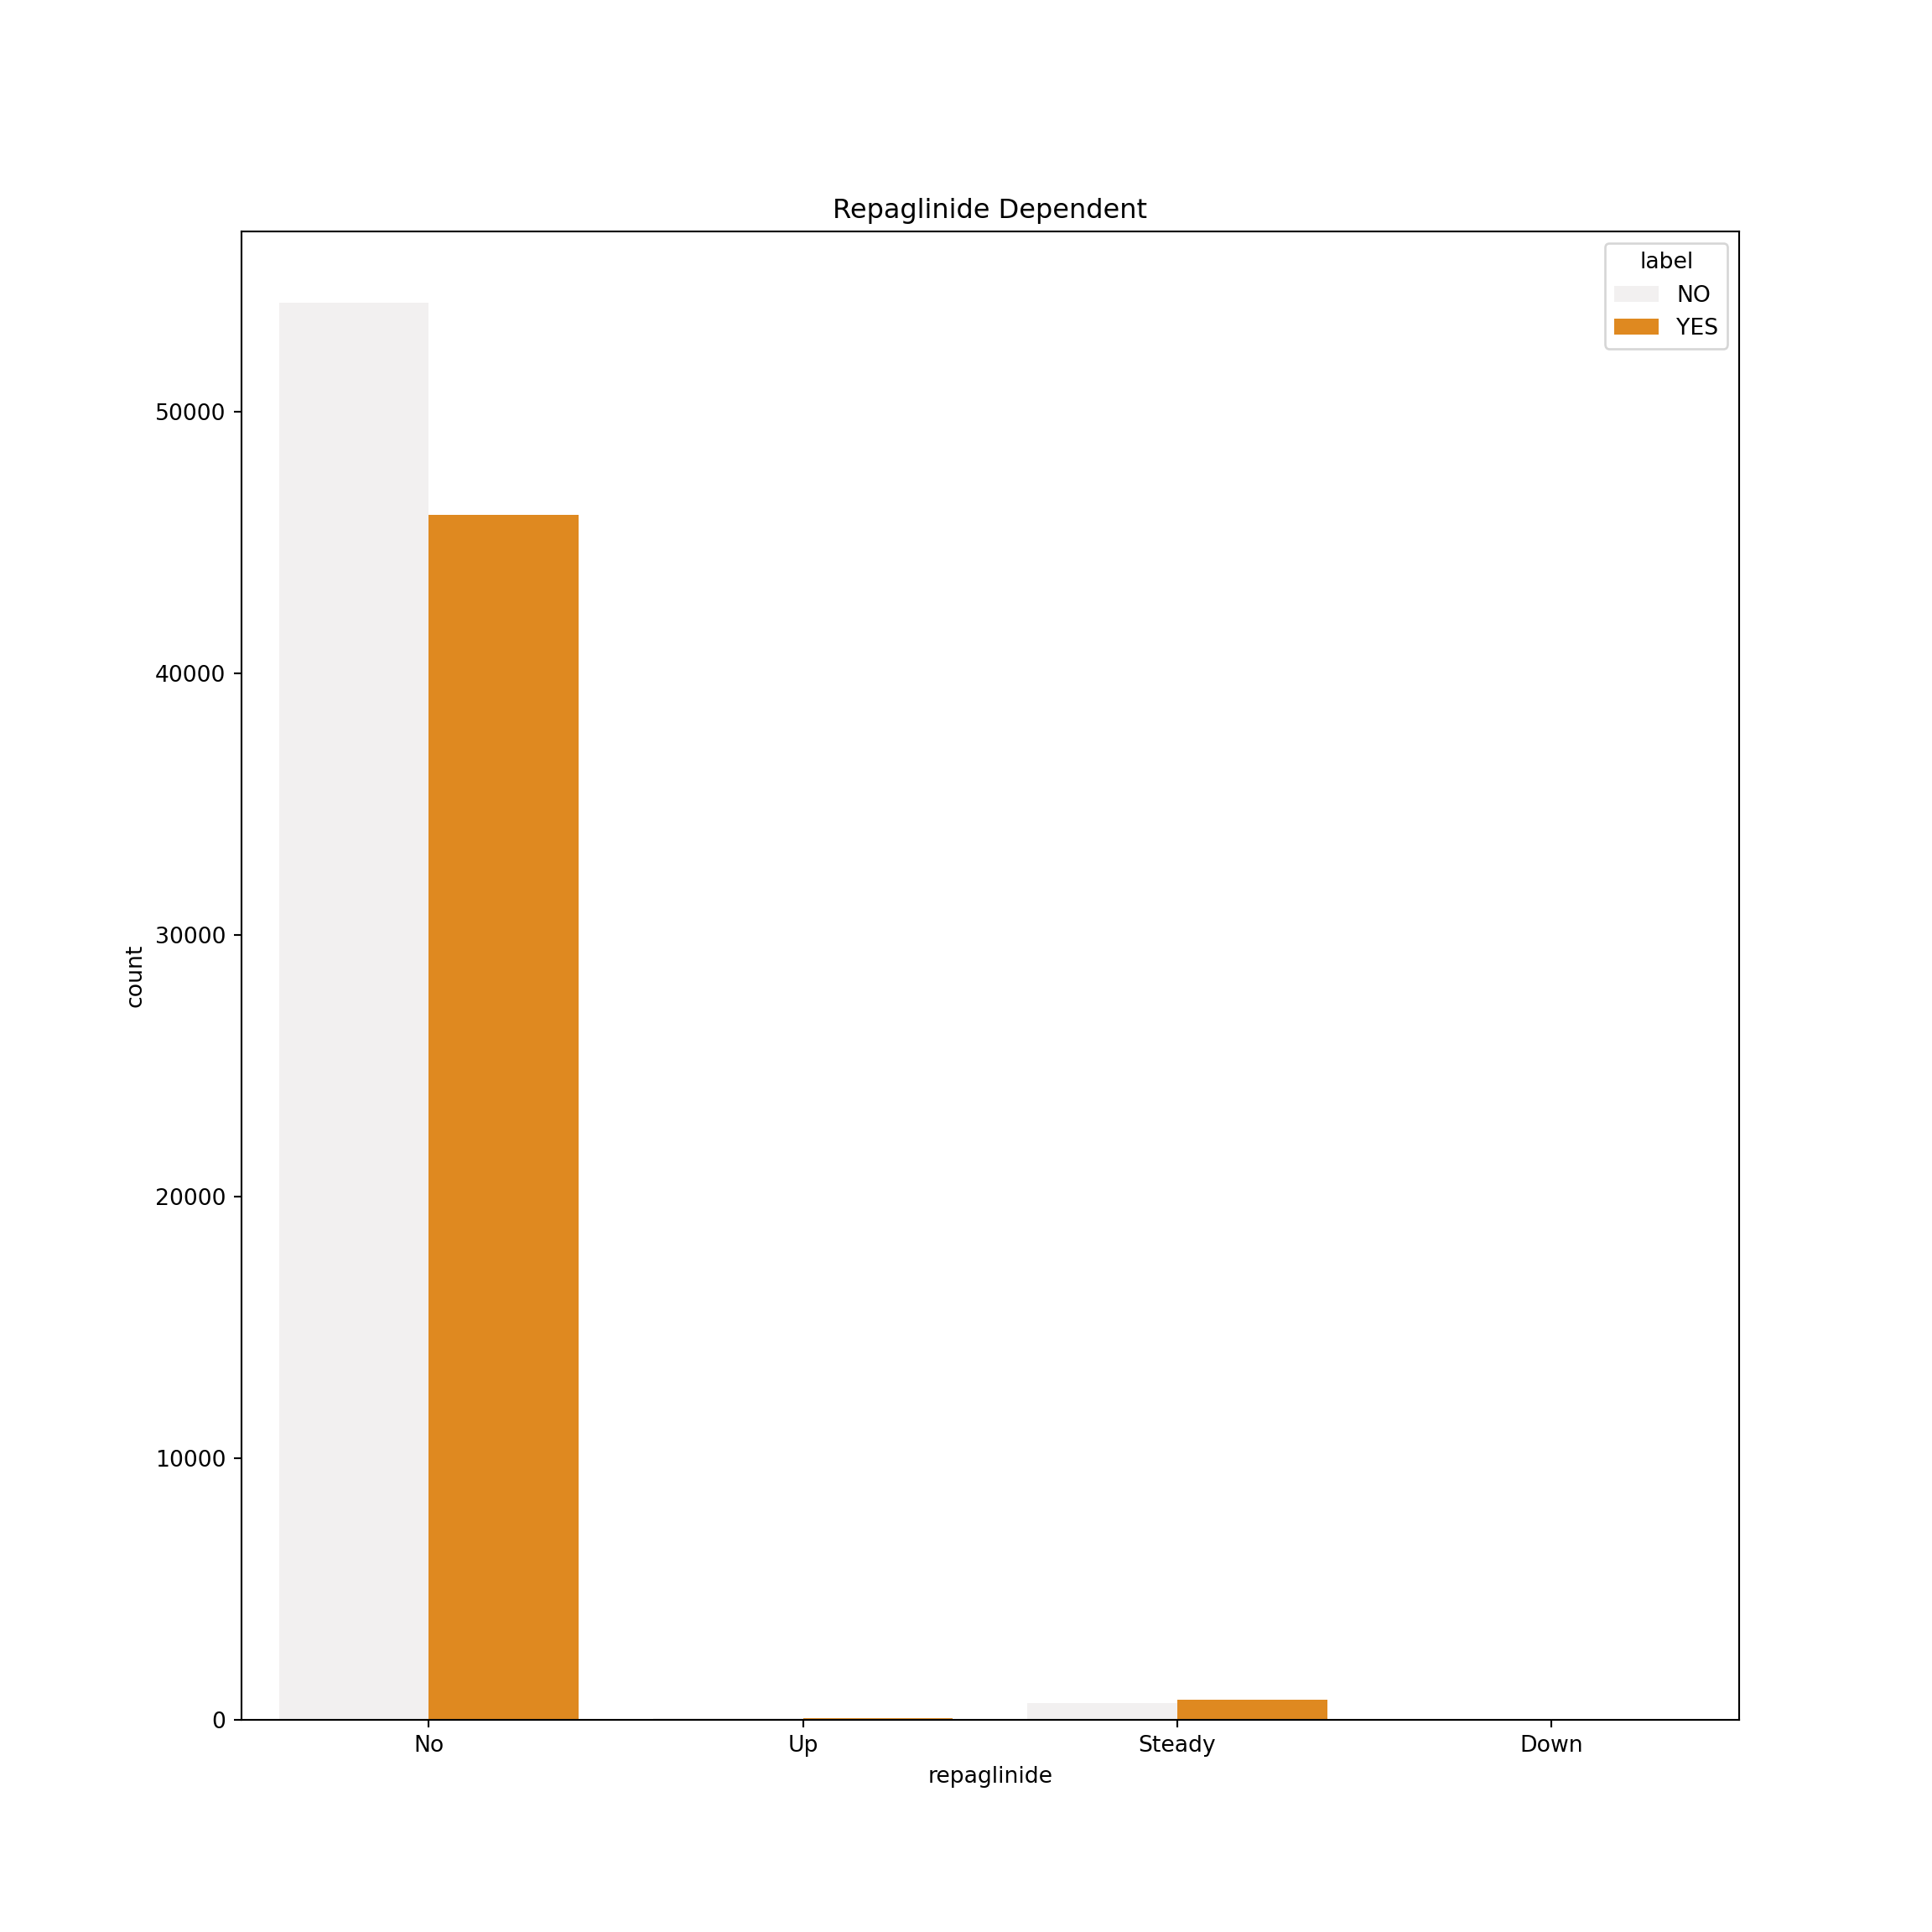 Repaglinide Dependent
label
NO
YES
50000
40000
30000
20000
10000
0
count
No
Up
Steady
Down
repaglinide